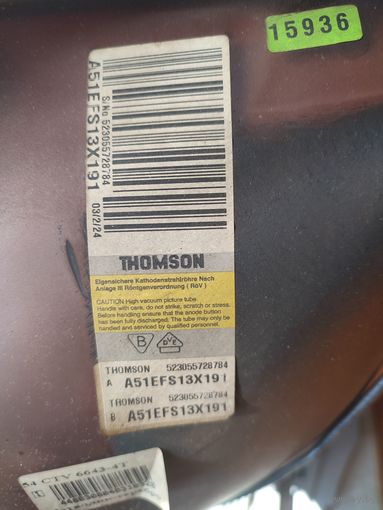 15936
A51EFS13X191
S/No. 523055728784
03/2/24
THOMSON
Eigensichere Kathodenstrahlröhre Nach
Anlage III Röntgenverordnung ( RöV )
CAUTION High vacuum picture tube
Handle with care, do not strike, scratch or stress.
Before handling ensure that the anode button
has been fully discharged. The tube may only be
handled and serviced by qualified personnel.
B
DVE
THOMSON 523055728784
A A51EFS13X191
THOMSON 523055728784
B A51EFS13X191
54 CTV 6643-4T